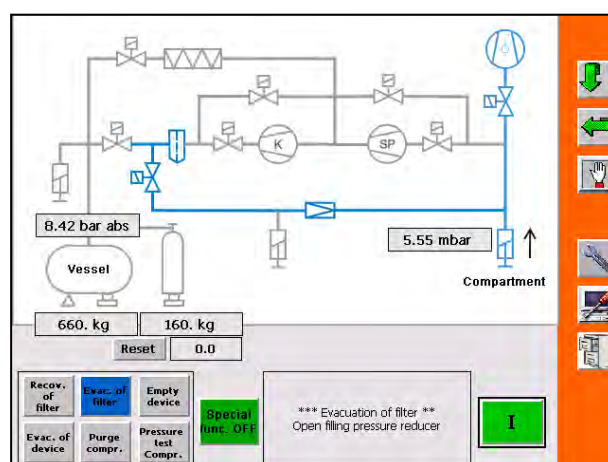 K
SP
8.42 bar abs
5.55 mbar
Vessel
Compartment
660. kg
160. kg
Reset
0.0
Recov.
of
filter
Evac. of
filter
Empty
device
Evac. of
device
Purge
compr.
Pressure
test
Compr.
Special
func. OFF
*** Evacuation of filter **
Open filling pressure reducer
I